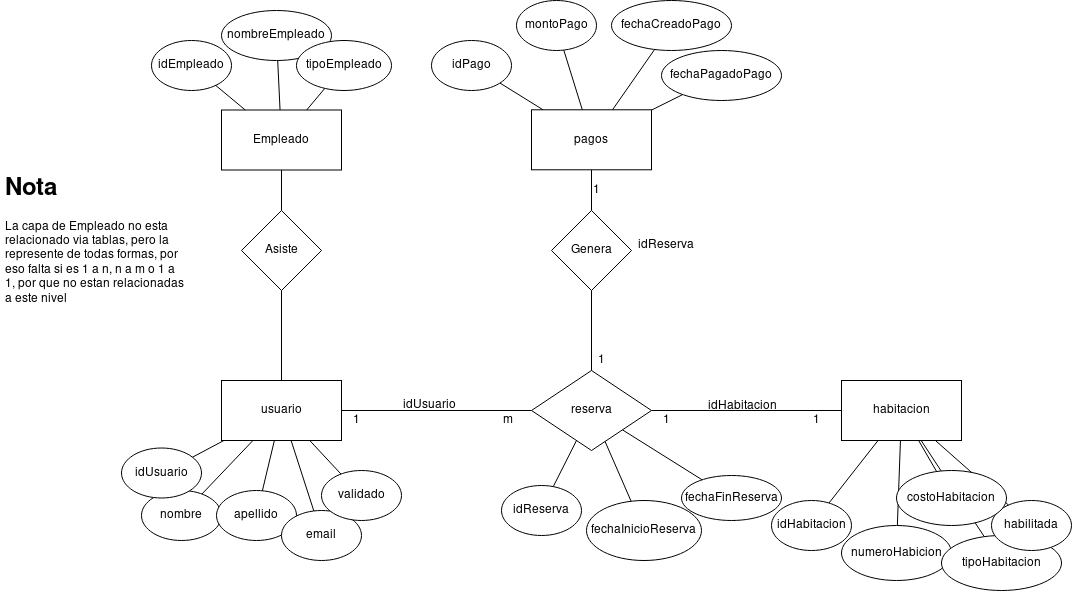 nombreEmpleado
idEmpleado
tipoEmpleado
montoPago
fechaCreadoPago
idPago
fechaPagadoPago
Empleado
pagos
Nota
La capa de Empleado no esta
relacionado via tablas, pero la
represente de todas formas, por
eso falta si es 1 a n, n a m o 1 a
1, por que no estan relacionadas
a este nivel
1
Asiste
Genera
idReserva
1
usuario
idUsuario
1
m
reserva
idHabitacion
1
1
habitacion
idUsuario
nombre
apellido
email
validado
idReserva
fechaInicioReserva
fechaFinReserva
idHabitacion
numeroHabicion
costoHabitacion
habilitada
tipoHabitacion